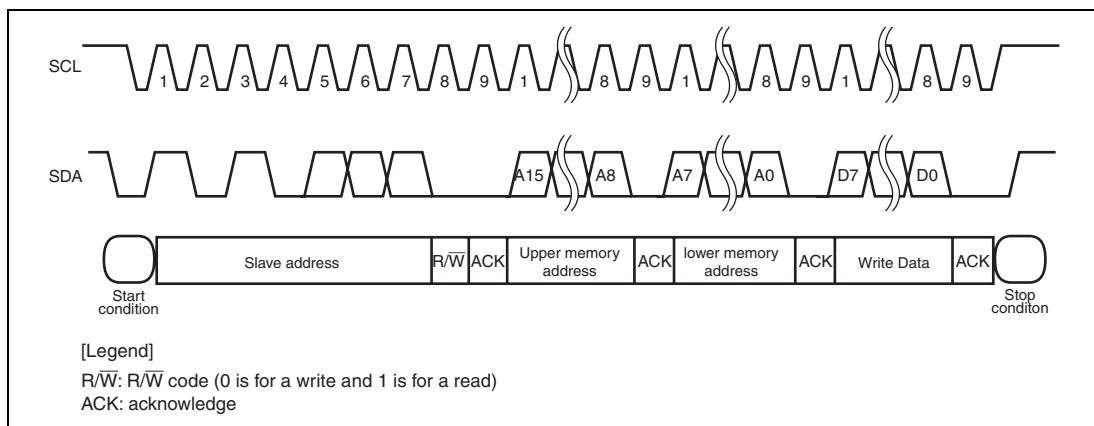 SCL
1 2 3 4 5 6 7 8 9 1 8 9 1 8 9 1 8 9
SDA
A15 A8 A7 A0 D7 D0
Slave address R/W̅ ACK Upper memory address ACK lower memory address ACK Write Data ACK
Start
condition
Stop
conditon
[Legend]
R/W̅: R/W̅ code (0 is for a write and 1 is for a read)
ACK: acknowledge